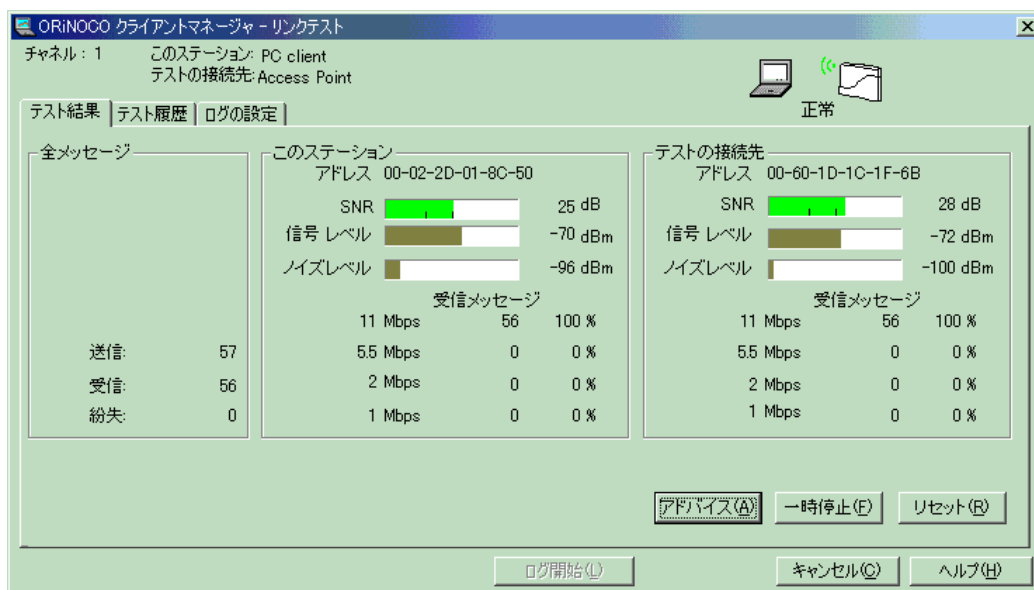 ORiNOCO クライアントマネージャ - リンクテスト
チャネル : 1 このステーション: PC client
テストの接続先: Access Point
正常
テスト結果 テスト履歴 ログの設定
全メッセージ
送信: 57
受信: 56
紛失: 0
このステーション
アドレス 00-02-2D-01-8C-50
SNR 25 dB
信号 レベル -70 dBm
ノイズレベル -96 dBm
受信メッセージ
11 Mbps 56 100 %
5.5 Mbps 0 0 %
2 Mbps 0 0 %
1 Mbps 0 0 %
テストの接続先
アドレス 00-60-1D-1C-1F-6B
SNR 28 dB
信号 レベル -72 dBm
ノイズレベル -100 dBm
受信メッセージ
11 Mbps 56 100 %
5.5 Mbps 0 0 %
2 Mbps 0 0 %
1 Mbps 0 0 %
アドバイス(A) 一時停止(F) リセット(R)
ログ開始(L) キャンセル(C) ヘルプ(H)